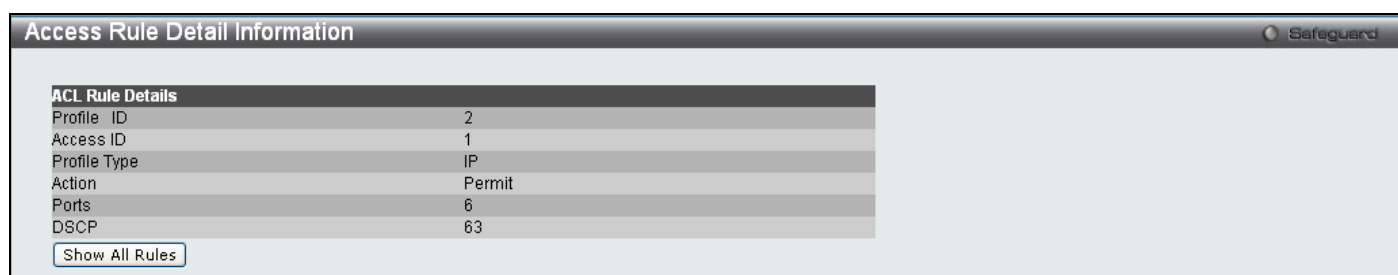 Access Rule Detail Information
Safeguard
ACL Rule Details
Profile ID 2
Access ID 1
Profile Type IP
Action Permit
Ports 6
DSCP 63
Show All Rules